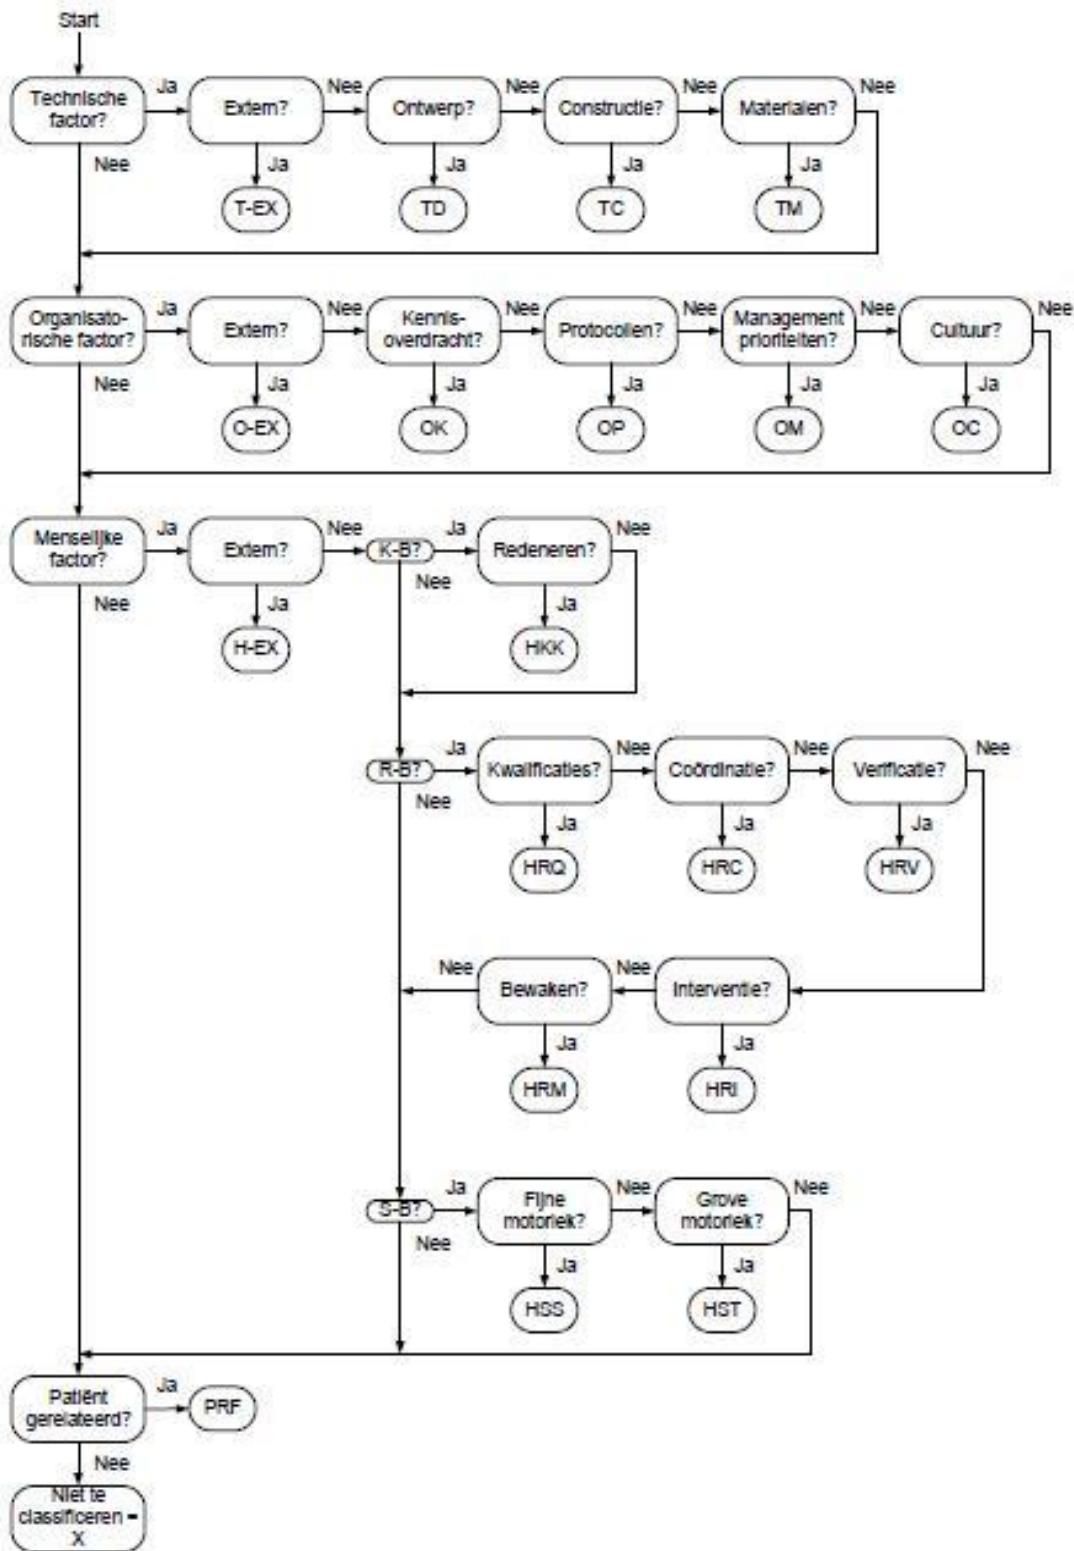 Start
Technische
factor?
Ja
Extern?
Nee
Ontwerp?
Nee
Constructie?
Nee
Materialen?
Nee
Nee
Ja
Ja
Ja
Ja
T-EX
TD
TC
TM
Organisato-
rische factor?
Ja
Extern?
Nee
Kennis-
overdracht?
Nee
Protocollen?
Nee
Management
prioriteiten?
Nee
Cultuur?
Nee
Nee
Ja
Ja
Ja
Ja
Ja
O-EX
OK
OP
OM
OC
Menselijke
factor?
Ja
Extern?
Nee
K-B?
Ja
Redeneren?
Nee
Nee
Ja
Nee
Ja
H-EX
HKK
R-B?
Ja
Kwalificaties?
Nee
Coördinatie?
Nee
Verificatie?
Nee
Nee
Ja
Ja
Ja
HRQ
HRC
HRV
Nee
Bewaken?
Nee
Interventie?
Ja
Ja
HRM
HRI
S-B?
Ja
Fijne
motoriek?
Nee
Grove
motoriek?
Nee
Nee
Ja
Ja
HSS
HST
Patiënt
gerelateerd?
Ja
PRF
Nee
Niet te
classificeren =
X